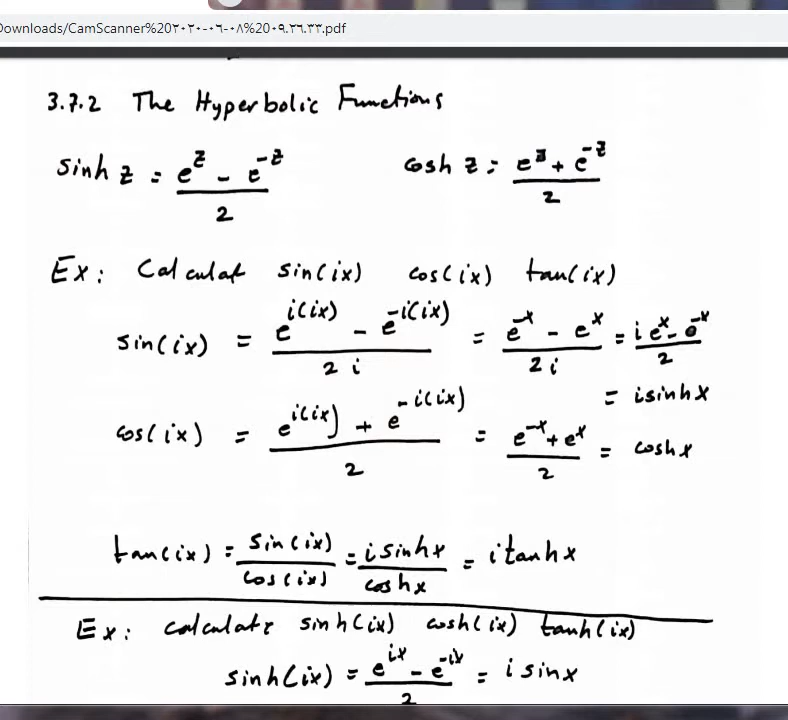 Downloads/CamScanner%20٢٠٢٠-٠٦-٠٨%20٠٩.٢٦.٣٣.pdf
3.7.2 The Hyperbolic Functions
sinh z = (e^z - e^-z)/2   cosh z = (e^z + e^-z)/2
Ex: Calculat sin(ix) cos(ix) tan(ix)
sin(ix) = (e^i(ix) - e^-i(ix))/(2i) = (e^-x - e^x)/(2i) = i (e^x - e^-x)/2
= i sinh x
cos(ix) = (e^i(ix) + e^-i(ix))/2 = (e^-x + e^x)/2 = cosh x
tan(ix) = sin(ix)/cos(ix) = i sinh x/cosh x = i tanh x
Ex: calculate sinh(ix) cosh(ix) tanh(ix)
sinh(ix) = (e^ix - e^-ix)/2 = i sin x